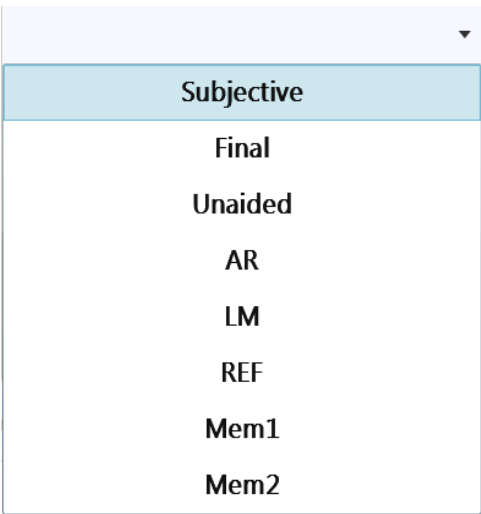 Subjective
Final
Unaided
AR
LM
REF
Mem1
Mem2